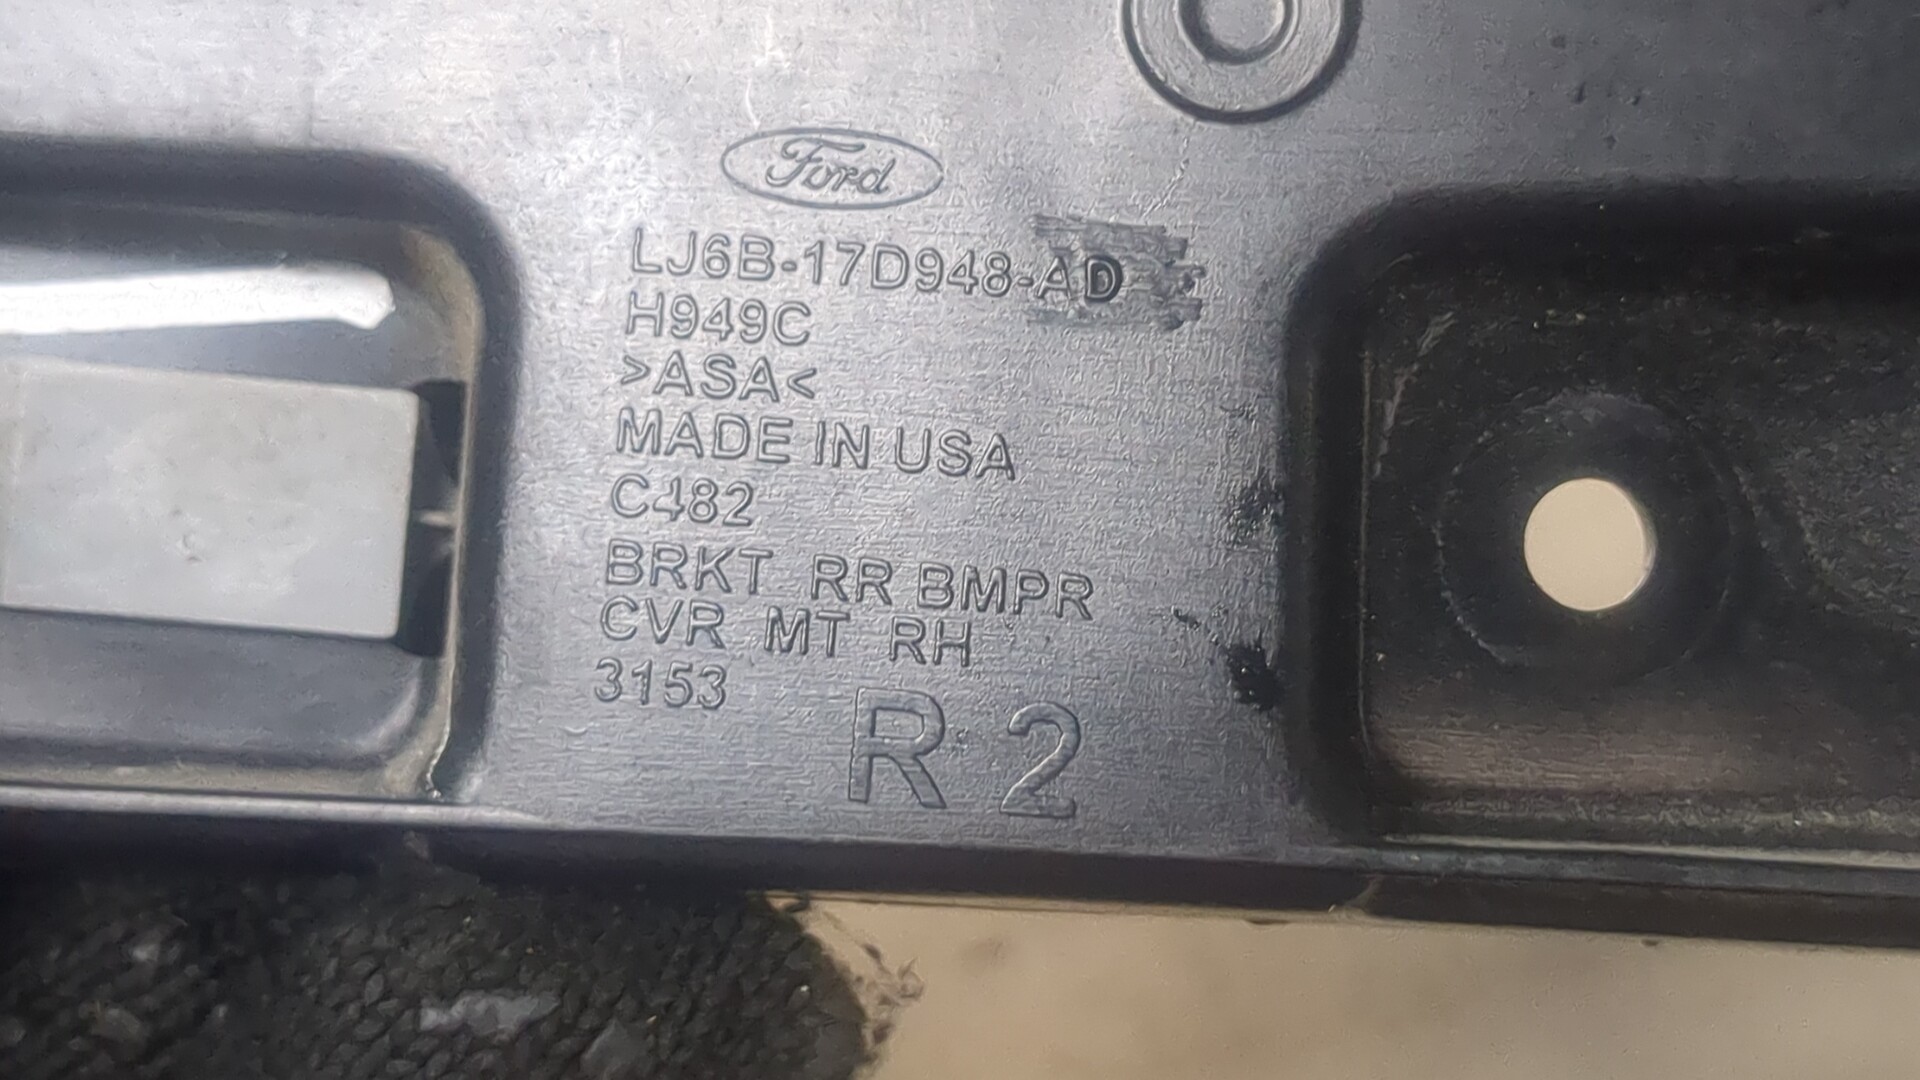 Ford
LJ6B-17D948-AD
H949C
>ASA<
MADE IN USA
C482
BRKT RR BMPR
CVR MT RH
3153
R 2